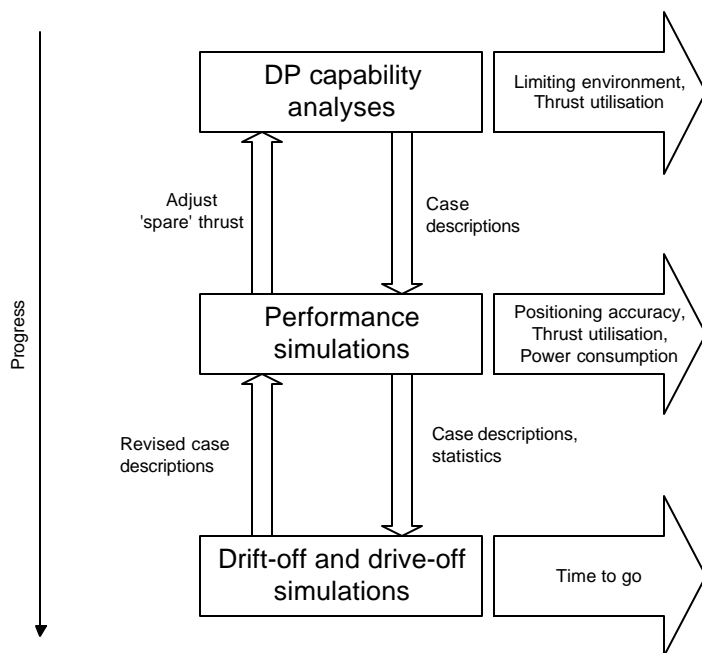 DP capability
analyses
Limiting environment,
Thrust utilisation
Adjust
'spare' thrust
Case
descriptions
Progress
Performance
simulations
Positioning accuracy,
Thrust utilisation,
Power consumption
Revised case
descriptions
Case descriptions,
statistics
Drift-off and drive-off
simulations
Time to go